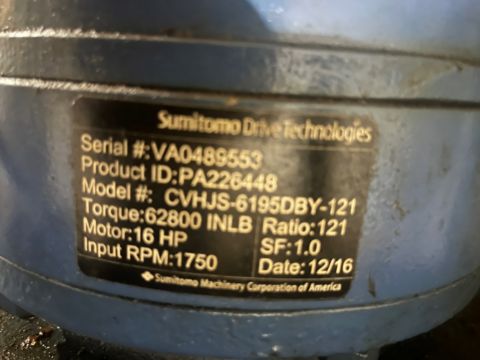 Sumitomo Drive Technologies
Serial #:VA0489553
Product ID:PA226448
Model #: CVHJS-6195DBY-121
Torque:62800 INLB Ratio:121
Motor:16 HP SF:1.0
Input RPM:1750 Date:12/16
Sumitomo Machinery Corporation of America